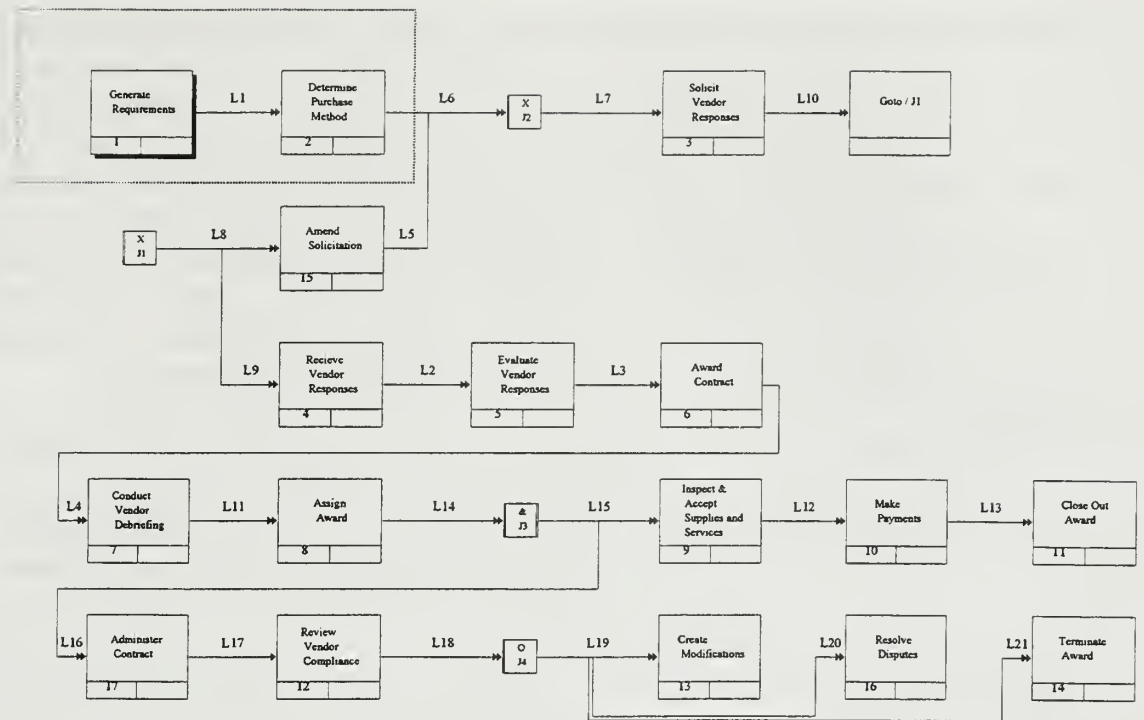 Generate
Requirements
1
L1
Determine
Purchase
Method
2
L6
X
J2
L7
Solicit
Vendor
Responses
3
L10
Goto / J1
X
J1
L8
Amend
Solicitation
15
L5
L9
Recieve
Vendor
Responses
4
L2
Evaluate
Vendor
Responses
5
L3
Award
Contract
6
L4
Conduct
Vendor
Debriefing
7
L11
Assign
Award
8
L14
&
J3
L15
Inspect &
Accept
Supplies and
Services
9
L12
Make
Payments
10
L13
Close Out
Award
11
L16
Administer
Contract
17
L17
Review
Vendor
Compliance
12
L18
O
J4
L19
Create
Modifications
13
L20
Resolve
Disputes
16
L21
Terminate
Award
14